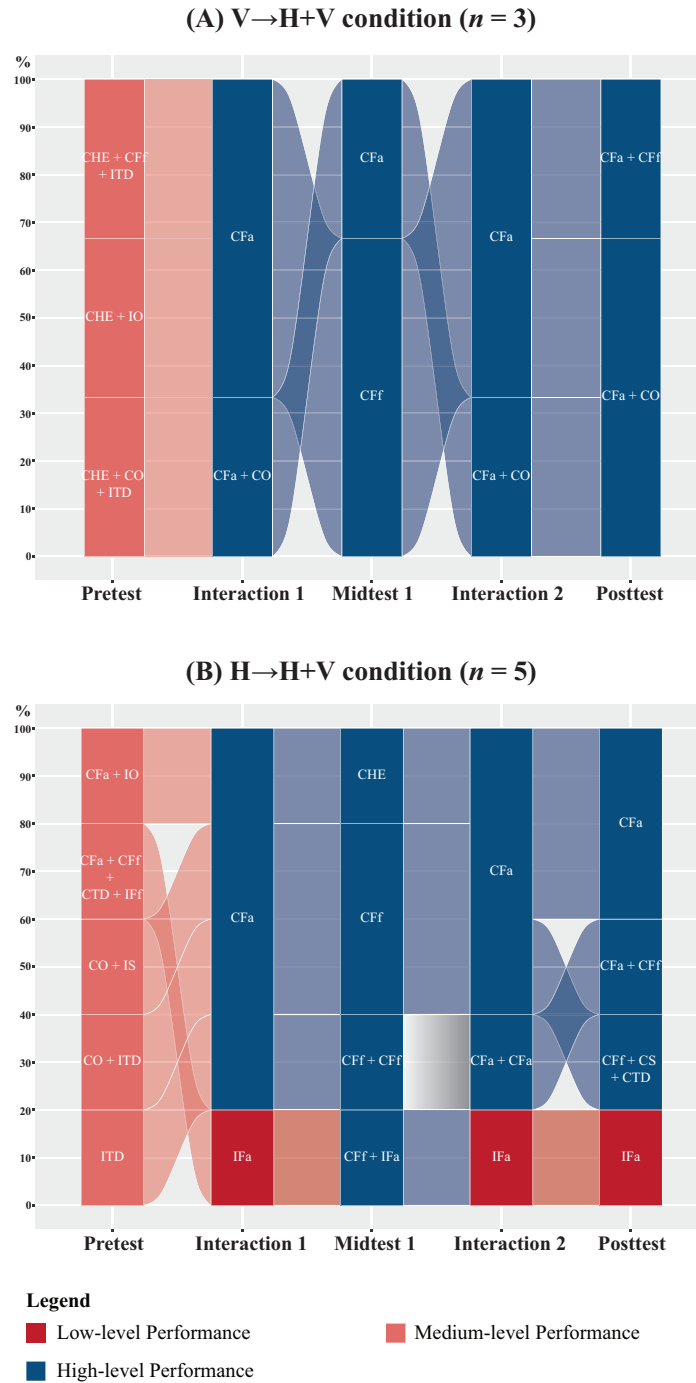 (A) V→H+V condition (n = 3)
%
100
90
80
70
60
50
40
30
20
10
0
CHE + CFf
+ ITD
CHE + IO
CHE + CO
+ ITD
CFa
CFa + CO
CFa
CFf
CFa
CFa + CO
CFa + CFf
CFa + CO
Pretest
Interaction 1
Midtest 1
Interaction 2
Posttest
(B) H→H+V condition (n = 5)
%
100
90
80
70
60
50
40
30
20
10
0
CFa + IO
CFa + CFf
+
CTD + IFf
CO + IS
CO + ITD
ITD
CFa
IFa
CHE
CFf
CFf + CFf
CFf + IFa
CFa
CFa + CFa
IFa
CFa
CFa + CFf
CFf + CS
+ CTD
IFa
Pretest
Interaction 1
Midtest 1
Interaction 2
Posttest
Legend
Low-level Performance
Medium-level Performance
High-level Performance